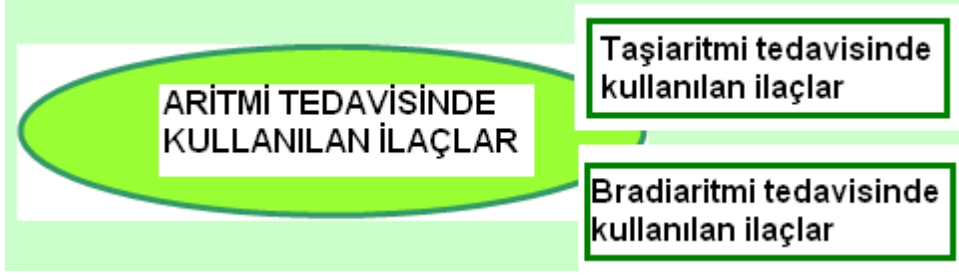 ARİTMİ TEDAVİSİNDE
KULLANILAN İLAÇLAR
Taşiaritmi tedavisinde
kullanılan ilaçlar
Bradiaritmi tedavisinde
kullanılan ilaçlar